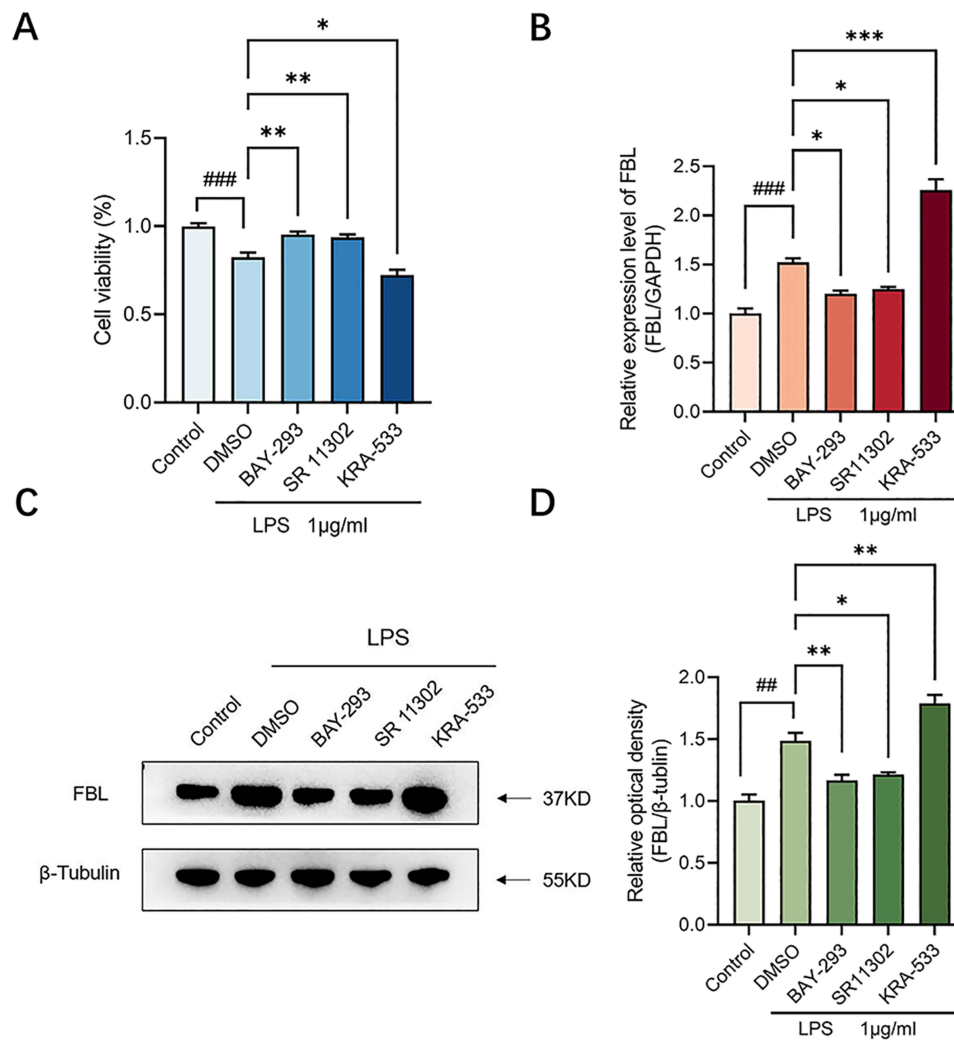 A
*
**
**
###
1.5
1.0
0.5
0.0
Cell viability (%)
Control
DMSO
BAY-293
SR 11302
KRA-533
LPS 1μg/ml
B
***
*
*
###
2.5
2.0
1.5
1.0
0.5
0.0
Relative expression level of FBL
(FBL/GAPDH)
Control
DMSO
BAY-293
SR11302
KRA-533
LPS 1μg/ml
C
LPS
Control
DMSO
BAY-293
SR 11302
KRA-533
FBL
37KD
β-Tubulin
55KD
D
**
*
**
##
2.0
1.5
1.0
0.5
0.0
Relative optical density
(FBL/β-tublin)
Control
DMSO
BAY-293
SR11302
KRA-533
LPS 1μg/ml